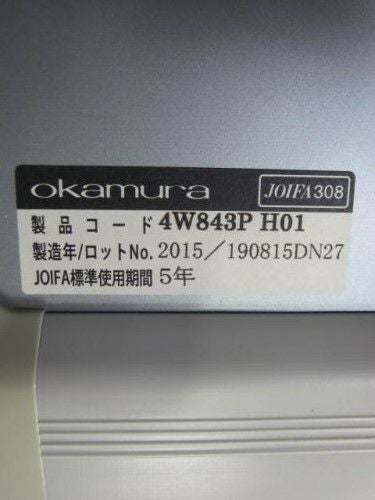 okamura JOIFA308
製品コード 4W843P H01
製造年/ロットNo. 2015/190815DN27
JOIFA標準使用期間 5年